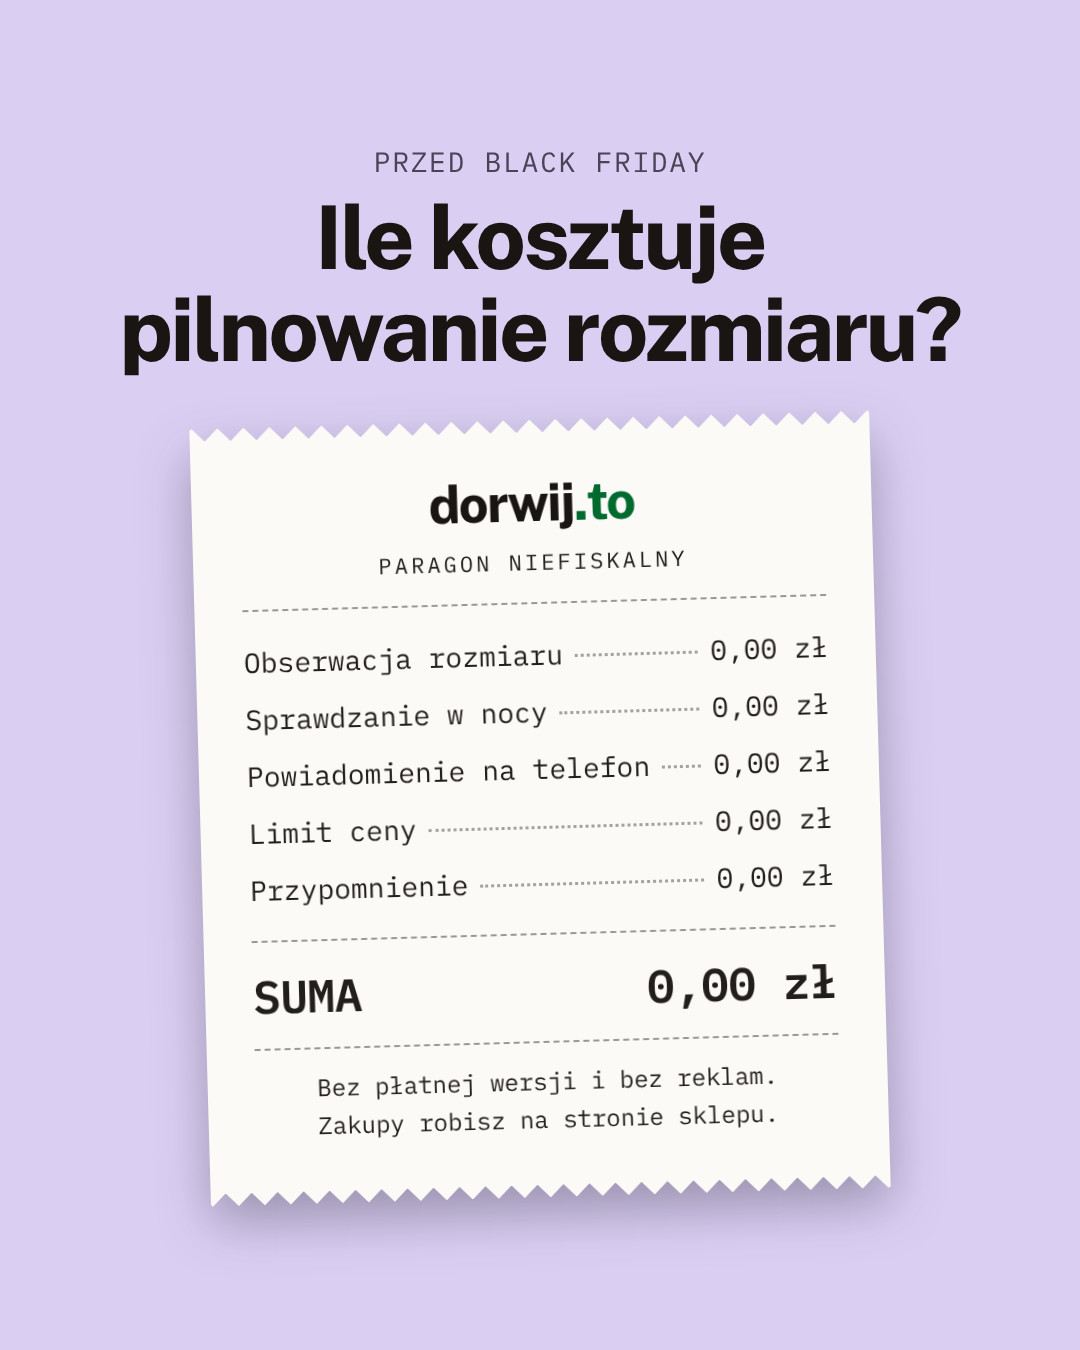 PRZED BLACK FRIDAY
Ile kosztuje
pilnowanie rozmiaru?
dorwij.to
PARAGON NIEFISKALNY
Obserwacja rozmiaru 0,00 zł
Sprawdzanie w nocy 0,00 zł
Powiadomienie na telefon 0,00 zł
Limit ceny 0,00 zł
Przypomnienie 0,00 zł
SUMA 0,00 zł
Bez płatnej wersji i bez reklam.
Zakupy robisz na stronie sklepu.